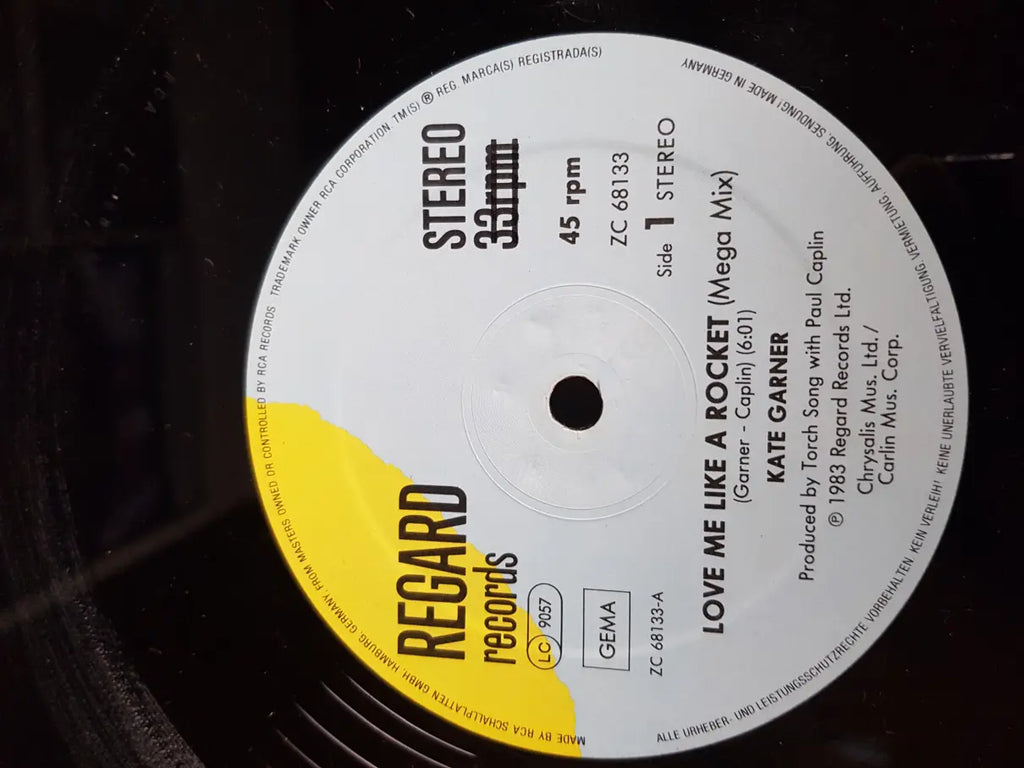 MADE BY RCA SCHALLPLATTEN GMBH, HAMBURG, GERMANY, FROM MASTERS OWNED OR CONTROLLED BY RCA RECORDS · TRADEMARK OWNER RCA CORPORATION. TM(S) ® REG. MARCA(S) REGISTRADA(S)
REGARD
records
STEREO
33rpm
45 rpm
LC 9057
GEMA
ZC 68133
ZC 68133-A
Side 1 STEREO
LOVE ME LIKE A ROCKET (Mega Mix)
(Garner - Caplin) (6:01)
KATE GARNER
Produced by Torch Song with Paul Caplin
℗ 1983 Regard Records Ltd.
Chrysalis Mus. Ltd./
Carlin Mus. Corp.
ALLE URHEBER- UND LEISTUNGSSCHUTZRECHTE VORBEHALTEN. KEIN VERLEIH! KEINE UNERLAUBTE VERVIELFÄLTIGUNG, VERMIETUNG, AUFFÜHRUNG, SENDUNG! MADE IN GERMANY